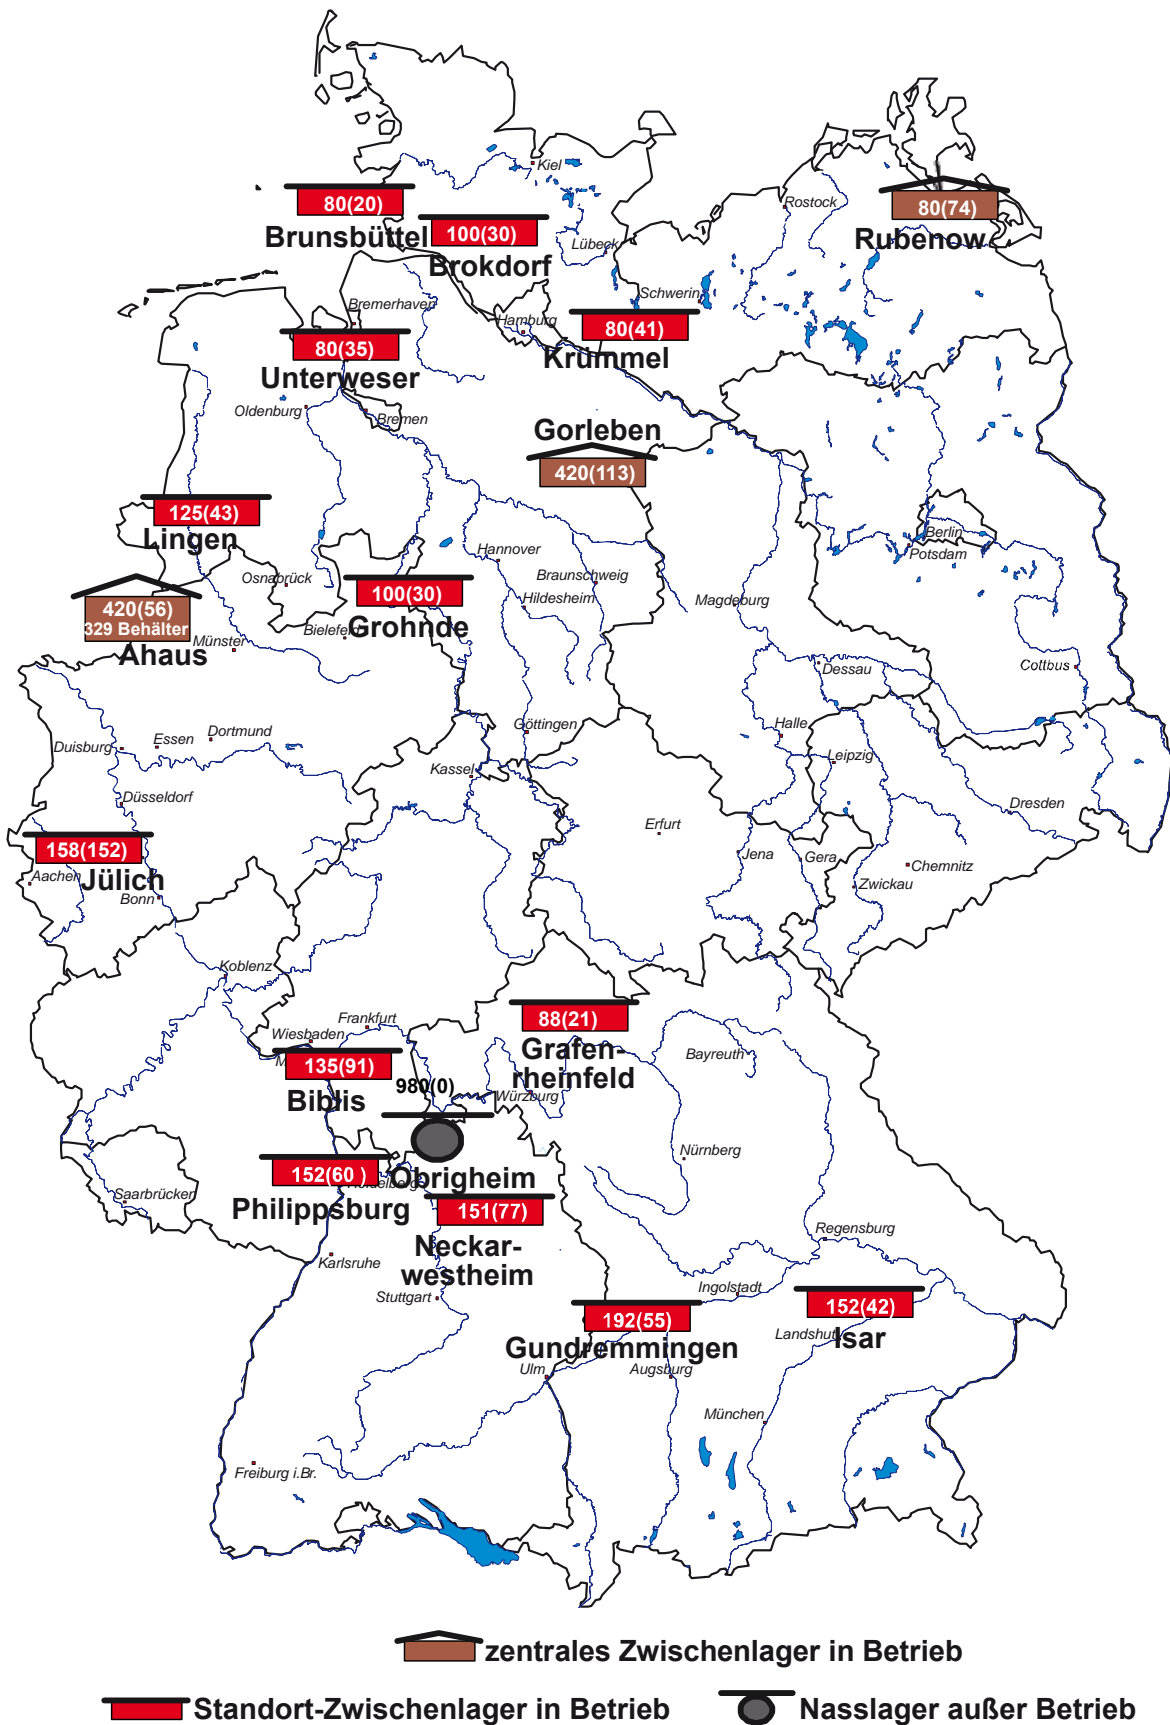 Kiel
80(20)
Brunsbüttel
100(30)
Brokdorf
Lübeck
Rostock
80(74)
Rubenow
Bremerhaven
Hamburg
Schwerin
80(41)
Krümmel
80(35)
Unterweser
Oldenburg
Bremen
Gorleben
420(113)
125(43)
Lingen
Berlin
Potsdam
Hannover
Osnabrück
Braunschweig
Hildesheim
Magdeburg
100(30)
Grohnde
Bielefeld
420(56)
329 Behälter
Ahaus
Münster
Dessau
Cottbus
Göttingen
Halle
Duisburg
Essen
Dortmund
Kassel
Leipzig
Düsseldorf
Dresden
Erfurt
158(152)
Jülich
Aachen
Bonn
Jena
Gera
Chemnitz
Zwickau
Koblenz
Frankfurt
Wiesbaden
88(21)
Grafen-
rheinfeld
Bayreuth
135(91)
Biblis
980(0)
Würzburg
Obrigheim
Nürnberg
152(60 )
Philippsburg
Heidelberg
Saarbrücken
151(77)
Neckar-
westheim
Karlsruhe
Stuttgart
Regensburg
Ingolstadt
192(55)
Gundremmingen
152(42)
Isar
Landshut
Ulm
Augsburg
München
Freiburg i.Br.
zentrales Zwischenlager in Betrieb
Standort-Zwischenlager in Betrieb
Nasslager außer Betrieb